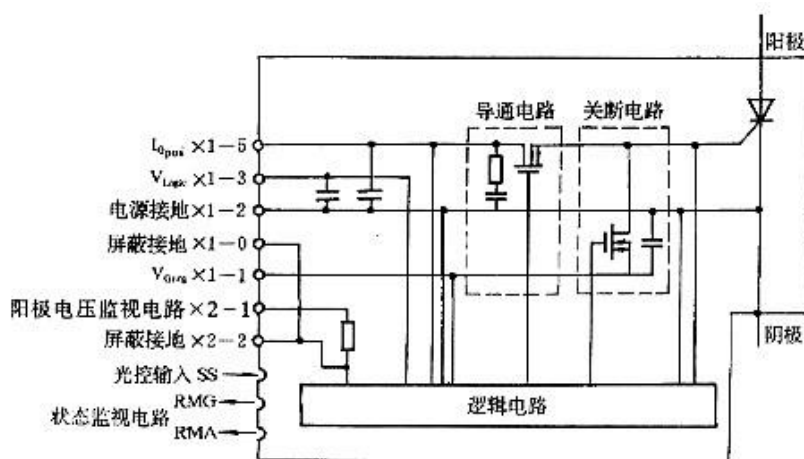 阳极
导通电路 关断电路
I_Gpost ×1-5
V_Logic ×1-3
电源接地 ×1-2
屏蔽接地 ×1-0
V_Gneg ×1-1
阳极电压监视电路 ×2-1
屏蔽接地 ×2-2
阴极
光控输入 SS
逻辑电路
状态监视电路
RMG
RMA